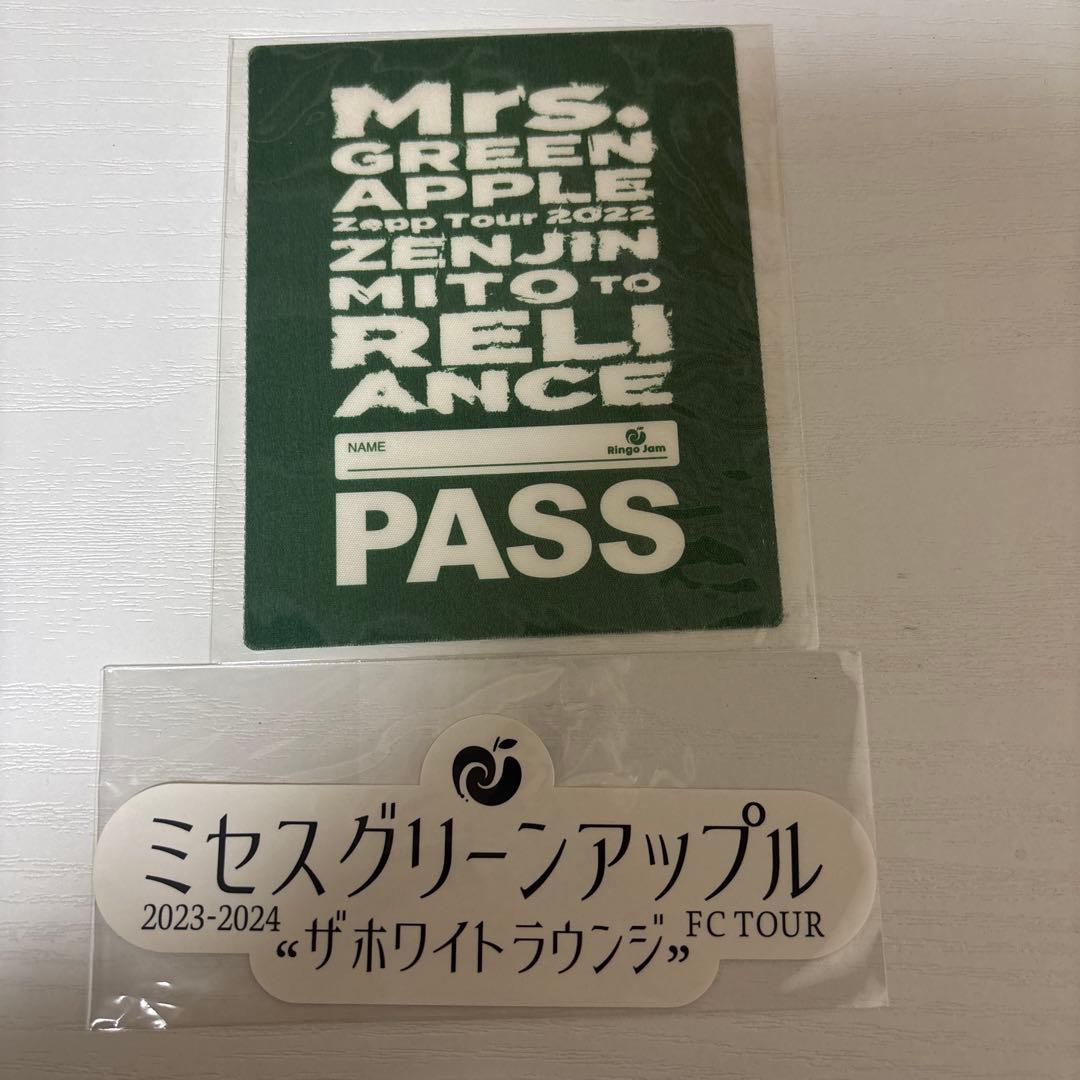 Mrs.
GREEN
APPLE
Zepp Tour 2022
ZENJIN
MITO TO
RELI
ANCE
NAME
Ringo Jam
PASS
ミセスグリーンアップル
2023-2024 “ザホワイトラウンジ” FC TOUR